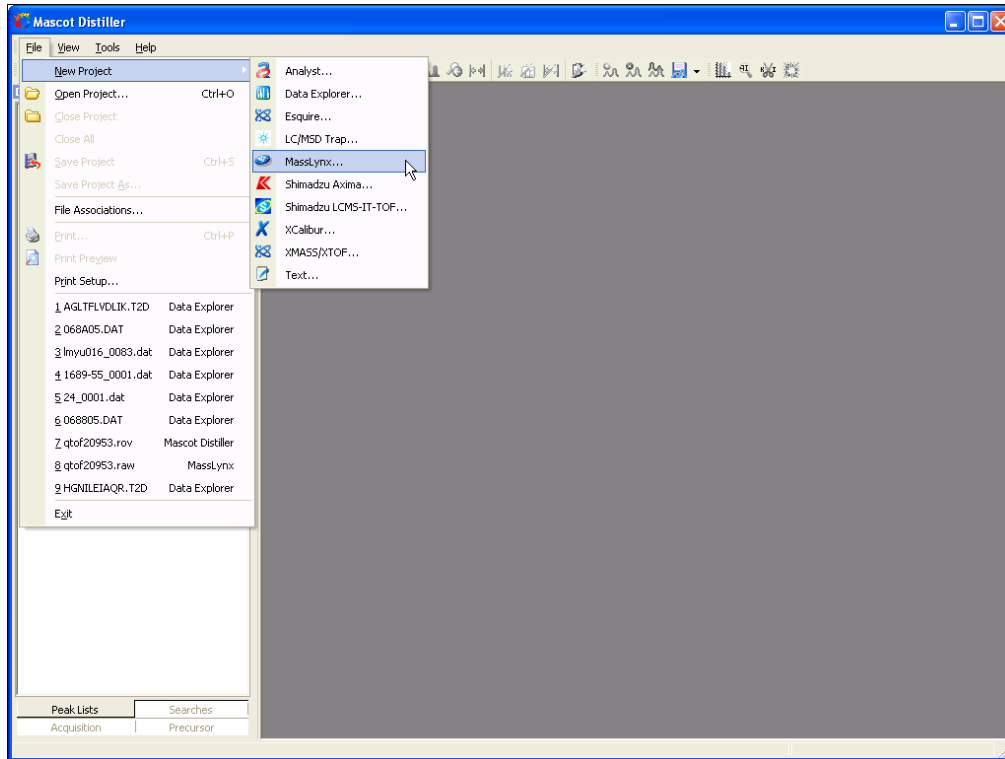 Mascot Distiller
File View Tools Help
New Project
Open Project... Ctrl+O
Close Project
Close All
Save Project Ctrl+S
Save Project As...
File Associations...
Print... Ctrl+P
Print Preview
Print Setup...
1 AGLTFLVDLIK.T2D Data Explorer
2 068A05.DAT Data Explorer
3 lmyu016_0083.dat Data Explorer
4 1689-55_0001.dat Data Explorer
5 24_0001.dat Data Explorer
6 068805.DAT Data Explorer
7 qtof20953.rov Mascot Distiller
8 qtof20953.raw MassLynx
9 HGNILEIAQR.T2D Data Explorer
Exit
Analyst...
Data Explorer...
Esquire...
LC/MSD Trap...
MassLynx...
Shimadzu Axima...
Shimadzu LCMS-IT-TOF...
XCalibur...
XMASS/XTOF...
Text...
Peak Lists Searches
Acquisition Precursor